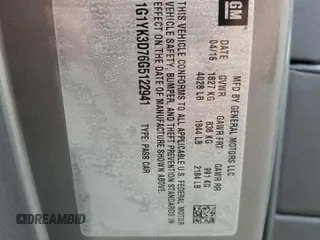 GM
MFD BY GENERAL MOTORS LLC
DATE GVWR GAWR FRT GAWR RR
04/16 1827 KG 836 KG 991 KG
4028 LB 1844 LB 2184 LB
THIS VEHICLE CONFORMS TO ALL APPLICABLE U.S. FEDERAL MOTOR
VEHICLE SAFETY, BUMPER, AND THEFT PREVENTION STANDARDS IN
EFFECT ON THE DATE OF MANUFACTURE SHOWN ABOVE.
1G1YK3D76G5122941 TYPE: PASS CAR
© DREAMBID